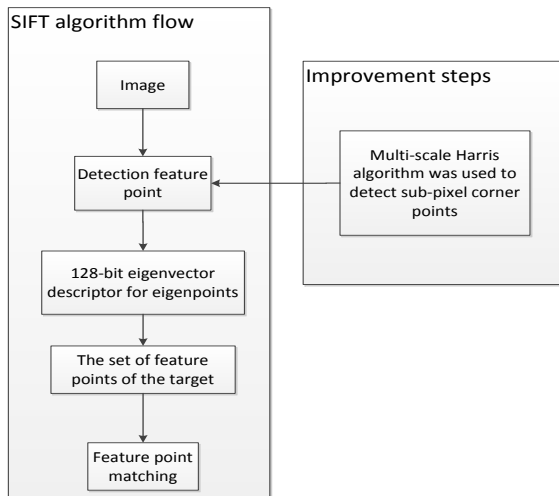 SIFT algorithm flow
Image
Detection feature
point
128-bit eigenvector
descriptor for eigenpoints
The set of feature
points of the target
Feature point
matching
Improvement steps
Multi-scale Harris
algorithm was used to
detect sub-pixel corner
points